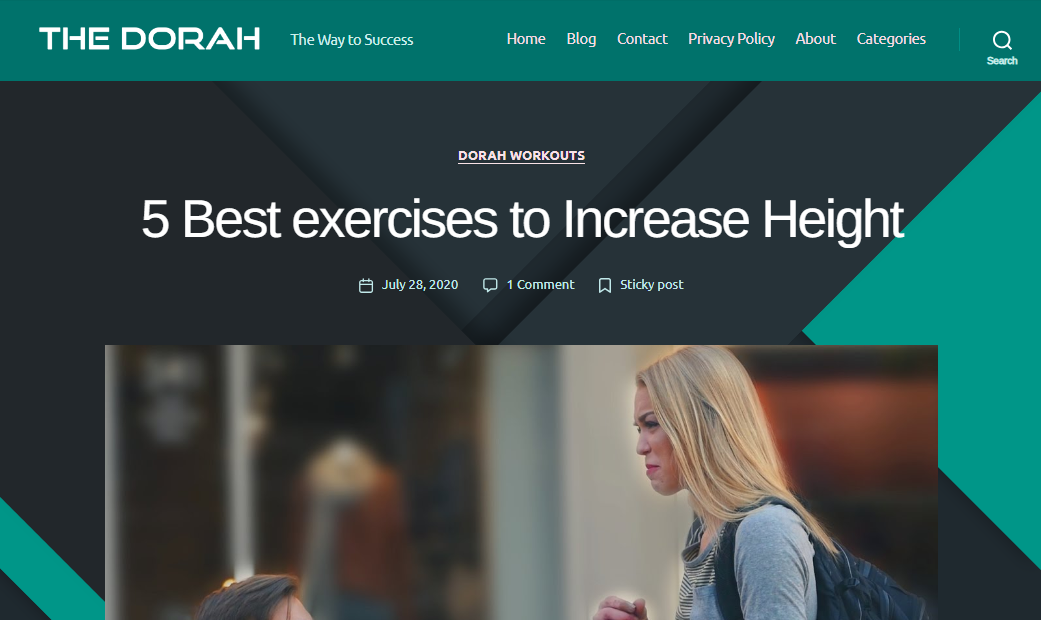 THE DORAH
The Way to Success
Home Blog Contact Privacy Policy About Categories
Search
DORAH WORKOUTS
5 Best exercises to Increase Height
July 28, 2020 1 Comment Sticky post